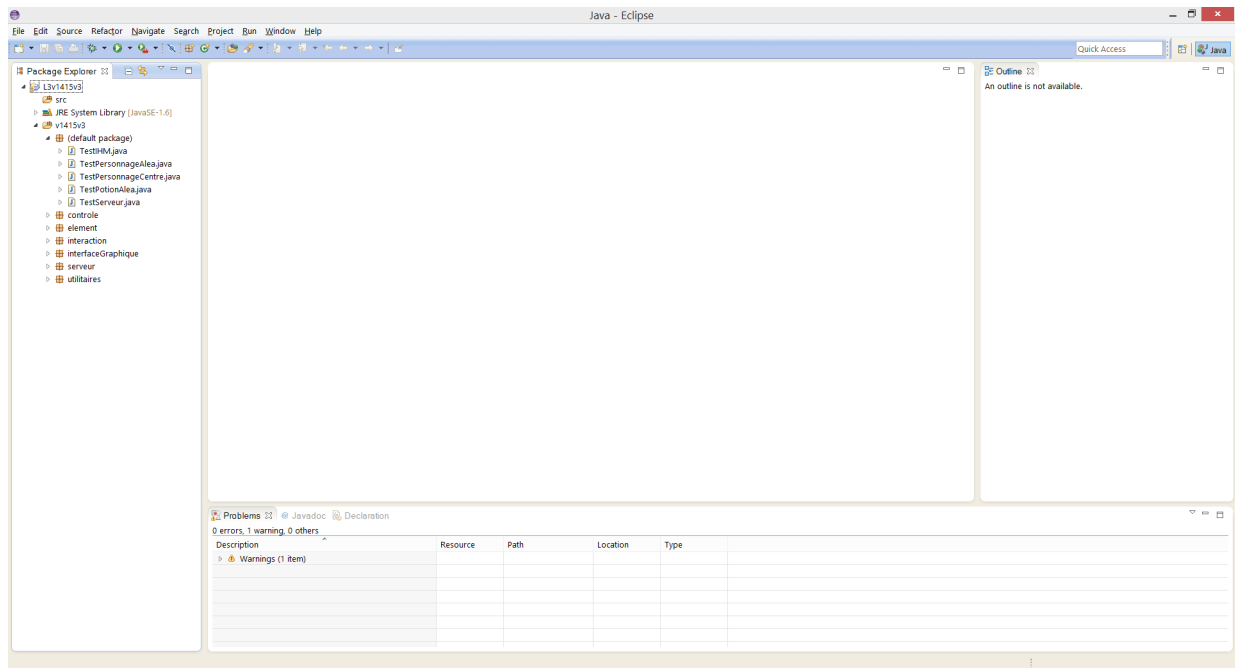 Java - Eclipse
File Edit Source Refactor Navigate Search Project Run Window Help
Quick Access
Java
Package Explorer
L3v1415v3
src
JRE System Library [JavaSE-1.6]
v1415v3
(default package)
TestIHM.java
TestPersonnageAlea.java
TestPersonnageCentre.java
TestPotionAlea.java
TestServeur.java
controle
element
interaction
interfaceGraphique
serveur
utilitaires
Outline
An outline is not available.
Problems Javadoc Declaration
0 errors, 1 warning, 0 others
Description Resource Path Location Type
Warnings (1 item)